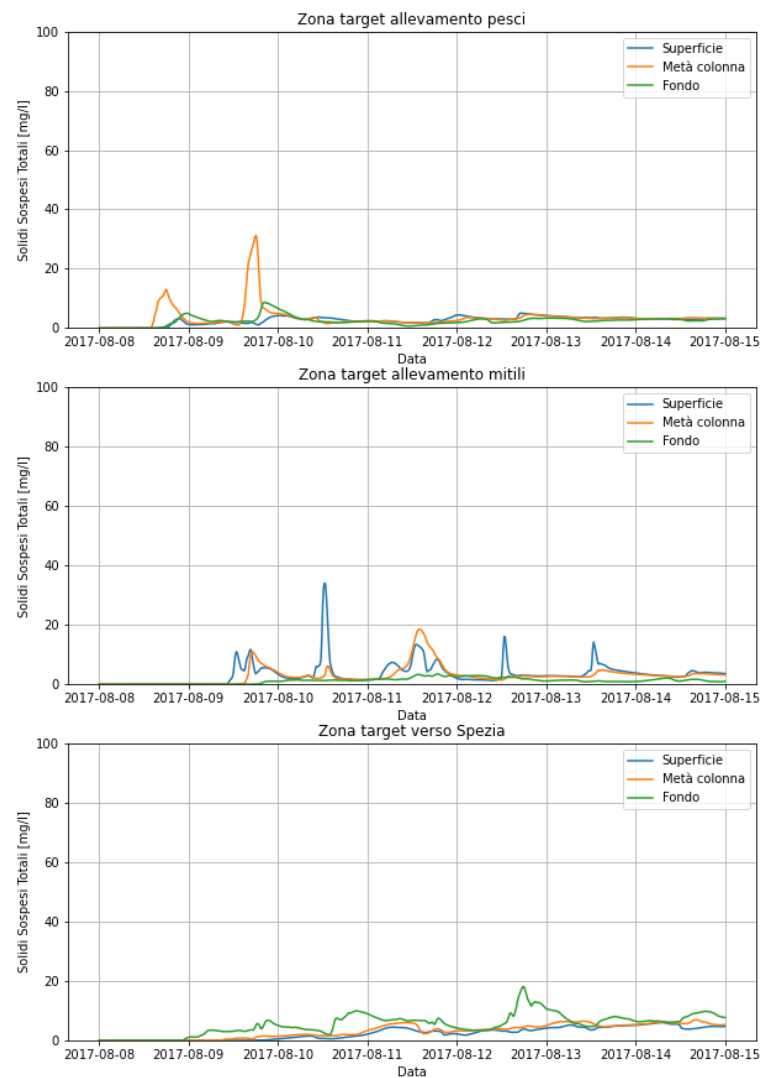 Zona target allevamento pesci
Solidi Sospesi Totali [mg/l]
100
80
60
40
20
0
Superficie
Metà colonna
Fondo
2017-08-08 2017-08-09 2017-08-10 2017-08-11 2017-08-12 2017-08-13 2017-08-14 2017-08-15
Data
Zona target allevamento mitili
Solidi Sospesi Totali [mg/l]
100
80
60
40
20
0
Superficie
Metà colonna
Fondo
2017-08-08 2017-08-09 2017-08-10 2017-08-11 2017-08-12 2017-08-13 2017-08-14 2017-08-15
Data
Zona target verso Spezia
Solidi Sospesi Totali [mg/l]
100
80
60
40
20
0
Superficie
Metà colonna
Fondo
2017-08-08 2017-08-09 2017-08-10 2017-08-11 2017-08-12 2017-08-13 2017-08-14 2017-08-15
Data